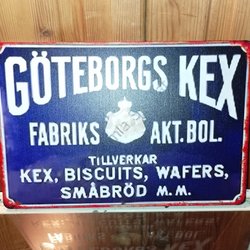 GÖTEBORGS KEX
FABRIKS AKT. BOL.
TILLVERKAR
KEX, BISCUITS, WAFERS,
SMÅBRÖD M. M.